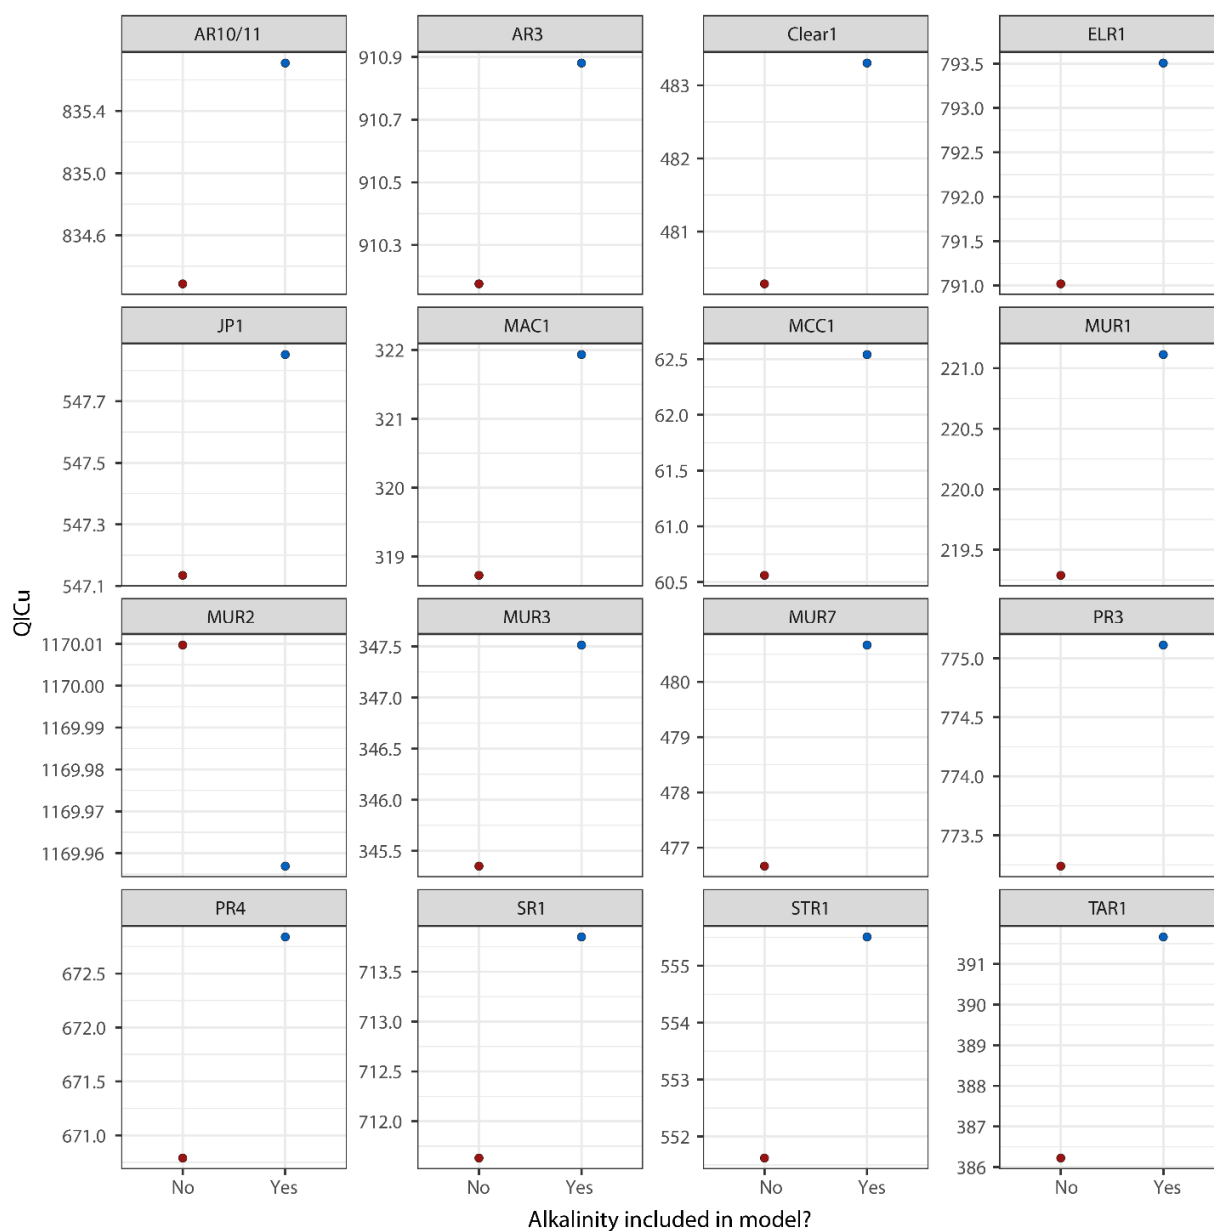 AR10/11 AR3 Clear1 ELR1
835.4 835.0 834.6
910.9 910.7 910.5 910.3
483 482 481
793.5 793.0 792.5 792.0 791.5 791.0
JP1 MAC1 MCC1 MUR1
547.7 547.5 547.3 547.1
322 321 320 319
62.5 62.0 61.5 61.0 60.5
221.0 220.5 220.0 219.5
QICu
MUR2 MUR3 MUR7 PR3
1170.01 1170.00 1169.99 1169.98 1169.97 1169.96
347.5 347.0 346.5 346.0 345.5
480 479 478 477
775.0 774.5 774.0 773.5
PR4 SR1 STR1 TAR1
672.5 672.0 671.5 671.0
713.5 713.0 712.5 712.0
555 554 553 552
391 390 389 388 387 386
No Yes No Yes No Yes No Yes
Alkalinity included in model?